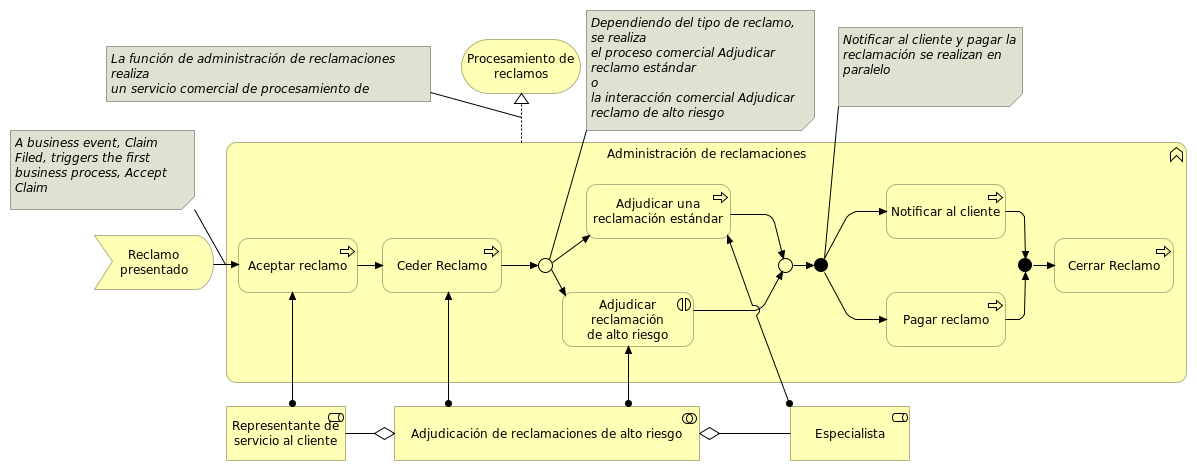 Dependiendo del tipo de reclamo,
se realiza
el proceso comercial Adjudicar
reclamo estándar
o
la interacción comercial Adjudicar
reclamo de alto riesgo
Notificar al cliente y pagar la
reclamación se realizan en
paralelo
La función de administración de reclamaciones
realiza
un servicio comercial de procesamiento de
Procesamiento de
reclamos
A business event, Claim
Filed, triggers the first
business process, Accept
Claim
Administración de reclamaciones
Reclamo
presentado
Aceptar reclamo
Ceder Reclamo
Adjudicar una
reclamación estándar
Adjudicar
reclamación
de alto riesgo
Notificar al cliente
Pagar reclamo
Cerrar Reclamo
Representante de
servicio al cliente
Adjudicación de reclamaciones de alto riesgo
Especialista